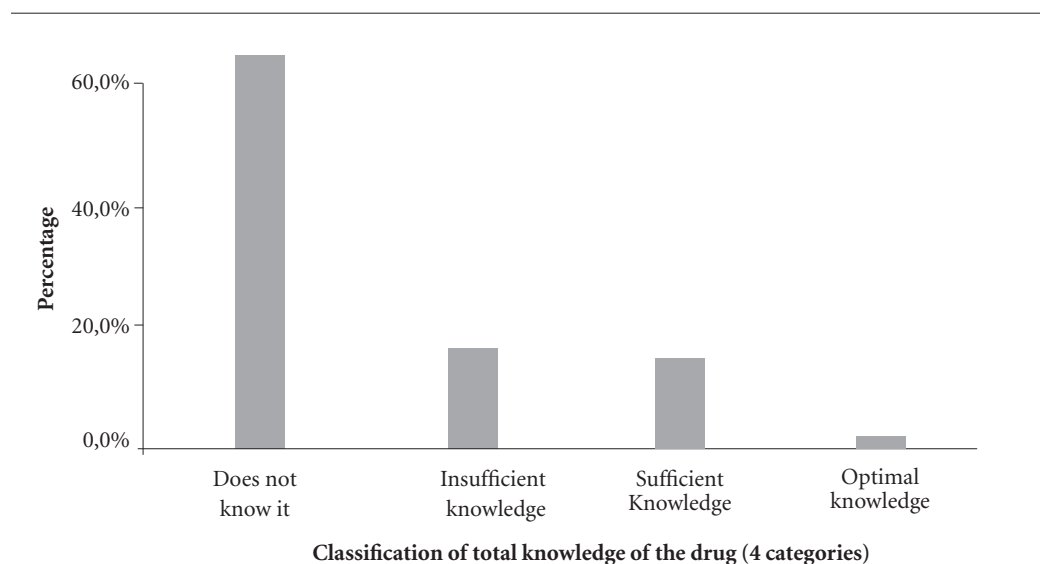 60,0%
40,0%
20,0%
0,0%
Percentage
Does not
know it
Insufficient
knowledge
Sufficient
Knowledge
Optimal
knowledge
Classification of total knowledge of the drug (4 categories)